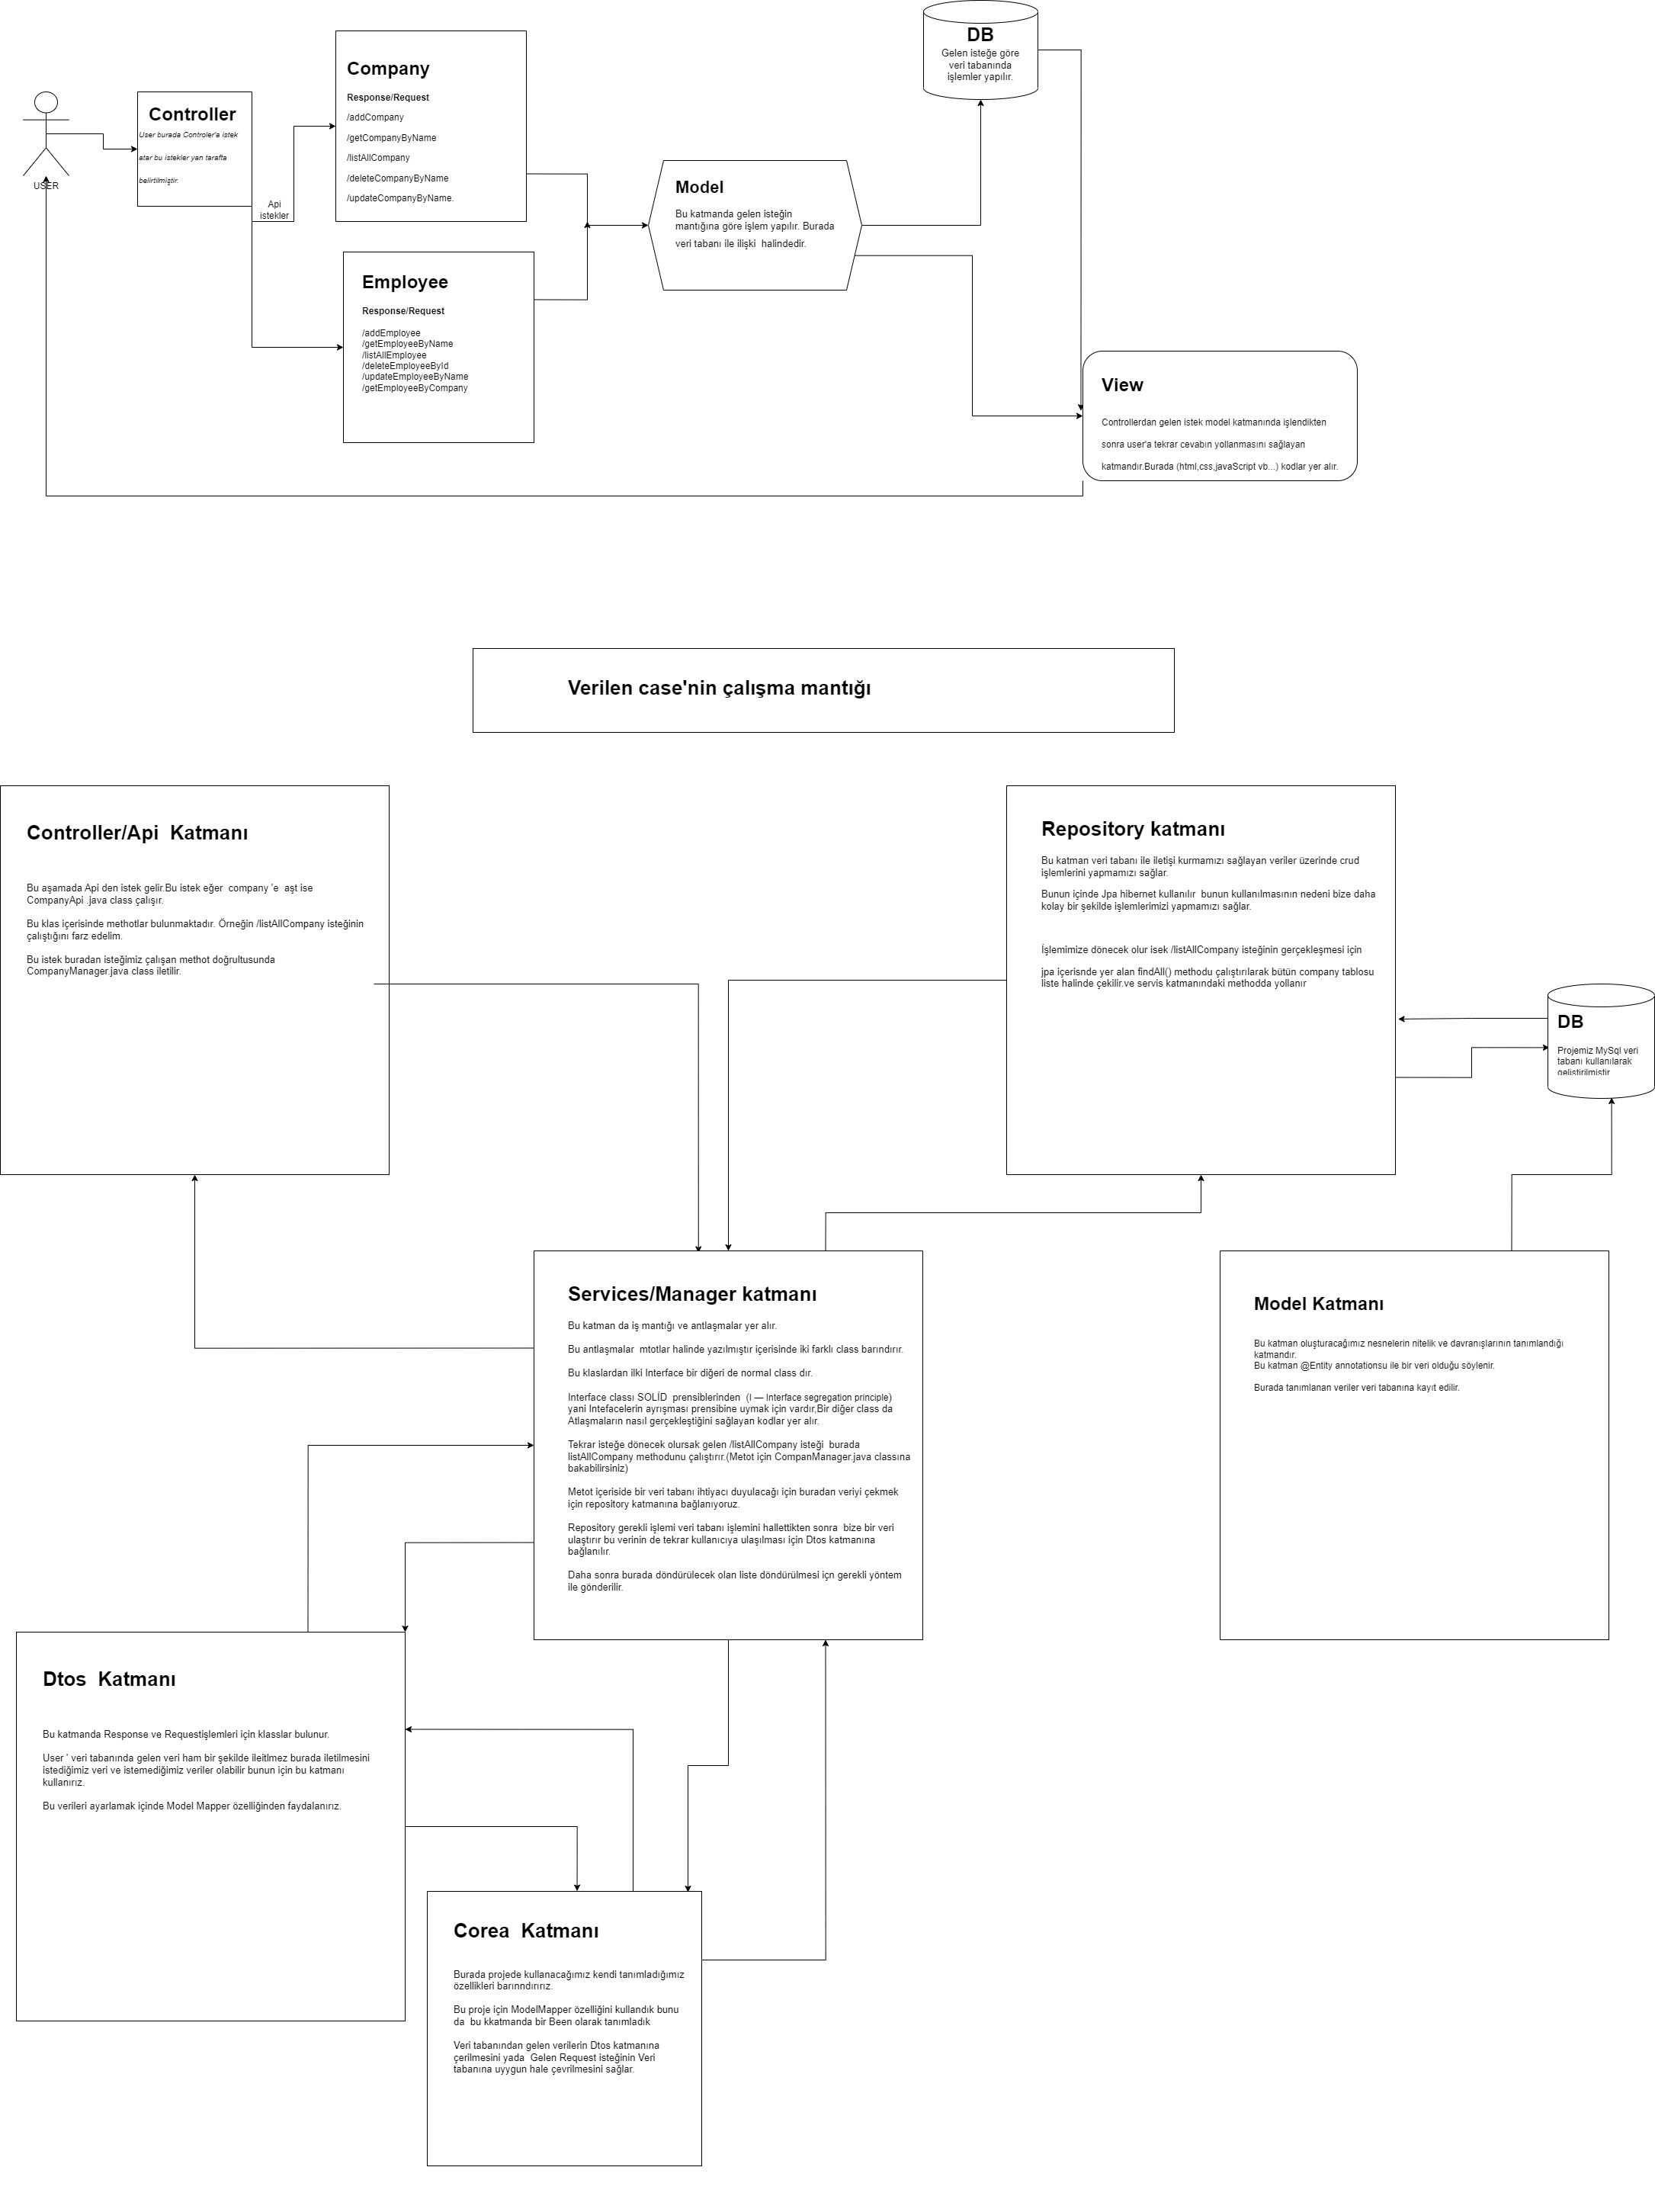 DB
Gelen isteğe göre
veri tabanında
işlemler yapılır.
Company
Response/Request
/addCompany
/getCompanyByName
/listAllCompany
/deleteCompanyByName
/updateCompanyByName.
Controller
User burada Controler'a istek
atar bu istekler yan tarafta
belirtilmiştir.
USER
Api
istekler
Model
Bu katmanda gelen isteğin
mantığına göre işlem yapılır. Burada
veri tabanı ile ilişki  halindedir.
Employee
Response/Request
/addEmployee
/getEmployeeByName
/listAllEmployee
/deleteEmployeeById
/updateEmployeeByName
/getEmployeeByCompany
View
Controllerdan gelen istek model katmanında işlendikten
sonra user'a tekrar cevabın yollanmasını sağlayan
katmandır.Burada (html,css,javaScript vb...) kodlar yer alır.
Verilen case'nin çalışma mantığı
Controller/Api  Katmanı
Bu aşamada Api den istek gelir.Bu istek eğer  company 'e  aşt ise
CompanyApi .java class çalışır.
Bu klas içerisinde methotlar bulunmaktadır. Örneğin /listAllCompany isteğinin
çalıştığını farz edelim.
Bu istek buradan isteğimiz çalışan methot doğrultusunda
CompanyManager.java class iletilir.
Repository katmanı
Bu katman veri tabanı ile iletişi kurmamızı sağlayan veriler üzerinde crud
işlemlerini yapmamızı sağlar.
Bunun içinde Jpa hibernet kullanılır  bunun kullanılmasının nedeni bize daha
kolay bir şekilde işlemlerimizi yapmamızı sağlar.
İşlemimize dönecek olur isek /listAllCompany isteğinin gerçekleşmesi için
jpa içerisnde yer alan findAll() methodu çalıştırılarak bütün company tablosu
liste halinde çekilir.ve servis katmanındaki methodda yollanır
DB
Projemiz MySql veri
tabanı kullanılarak
geliştirilmiştir
Services/Manager katmanı
Bu katman da iş mantığı ve antlaşmalar yer alır.
Bu antlaşmalar  mtotlar halinde yazılmıştır içerisinde iki farklı class barındırır.
Bu klaslardan ilki Interface bir diğeri de normal class dır.
Interface classı SOLİD  prensiblerinden  (I — Interface segregation principle)
yani Intefacelerin ayrışması prensibine uymak için vardır,Bir diğer class da
Atlaşmaların nasıl gerçekleştiğini sağlayan kodlar yer alır.
Tekrar isteğe dönecek olursak gelen /listAllCompany isteği  burada
listAllCompany methodunu çalıştırır.(Metot için CompanManager.java classına
bakabilirsiniz)
Metot içeriside bir veri tabanı ihtiyacı duyulacağı için buradan veriyi çekmek
için repository katmanına bağlanıyoruz.
Repository gerekli işlemi veri tabanı işlemini hallettikten sonra  bize bir veri
ulaştırır bu verinin de tekrar kullanıcıya ulaşılması için Dtos katmanına
bağlanılır.
Daha sonra burada döndürülecek olan liste döndürülmesi içn gerekli yöntem
ile gönderilir.
Model Katmanı
Bu katman oluşturacağımız nesnelerin nitelik ve davranışlarının tanımlandığı
katmandır.
Bu katman @Entity annotationsu ile bir veri olduğu söylenir.
Burada tanımlanan veriler veri tabanına kayıt edilir.
Dtos  Katmanı
Bu katmanda Response ve Requestişlemleri için klasslar bulunur.
User ' veri tabanında gelen veri ham bir şekilde ileitlmez burada iletilmesini
istediğimiz veri ve istemediğimiz veriler olabilir bunun için bu katmanı
kullanırız.
Bu verileri ayarlamak içinde Model Mapper özelliğinden faydalanırız.
Corea  Katmanı
Burada projede kullanacağımız kendi tanımladığımız
özellikleri barınndırırız.
Bu proje için ModelMapper özelliğini kullandık bunu
da  bu kkatmanda bir Been olarak tanımladık
Veri tabanından gelen verilerin Dtos katmanına
çerilmesini yada  Gelen Request isteğinin Veri
tabanına uyygun hale çevrilmesini sağlar.